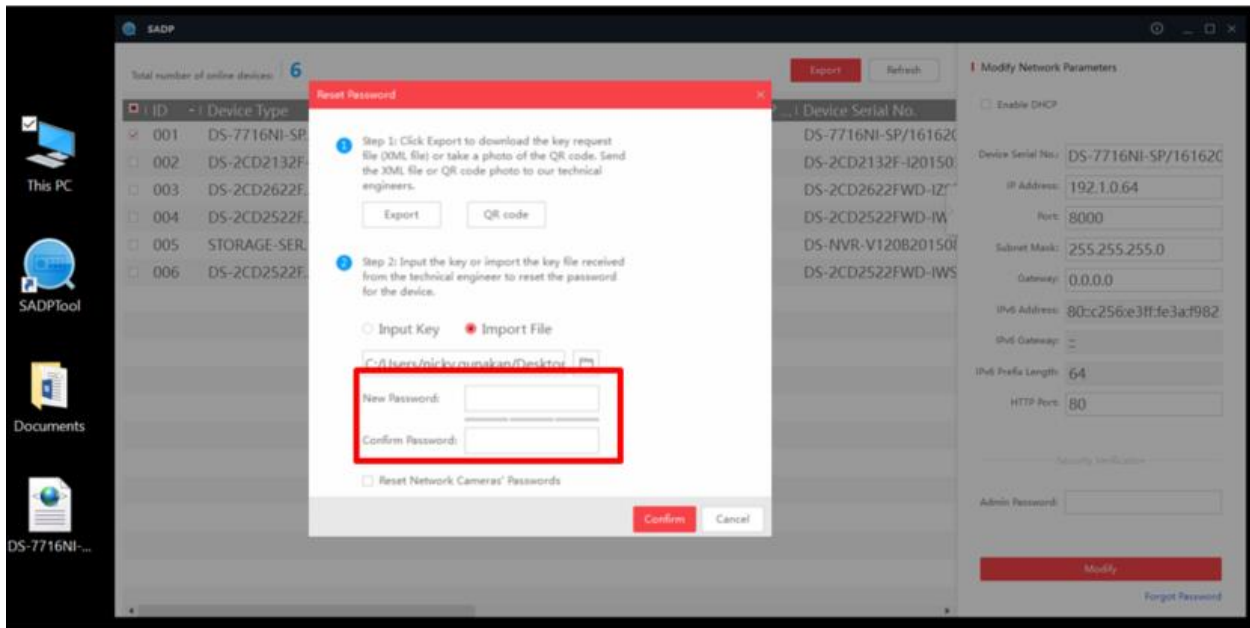 SADP
Total number of online devices: 6
Export
Refresh
ID
Device Type
Device Serial No.
001 DS-7716NI-SP. DS-7716NI-SP/16162
002 DS-2CD2132F- DS-2CD2132F-I20150
003 DS-2CD2622F. DS-2CD2622FWD-IZ
004 DS-2CD2522F. DS-2CD2522FWD-IW
005 STORAGE-SER. DS-NVR-V120B201508
006 DS-2CD2522F. DS-2CD2522FWD-IWS
Reset Password
1
Step 1: Click Export to download the key request
file (XML file) or take a photo of the QR code. Send
the XML file or QR code photo to our technical
engineers.
Export
QR code
2
Step 2: Input the key or import the key file received
from the technical engineer to reset the password
for the device.
Input Key
Import File
C:/Users/nicky.gunakan/Desktop
New Password:
Confirm Password:
Reset Network Cameras' Passwords
Confirm
Cancel
Modify Network Parameters
Enable DHCP
Device Serial No.: DS-7716NI-SP/16162
IP Address: 192.1.0.64
Port: 8000
Subnet Mask: 255.255.255.0
Gateway: 0.0.0.0
IPv6 Address: 80::c256:e3ff:fe3a:f982
IPv6 Gateway: ::
IPv6 Prefix Length: 64
HTTP Port: 80
Security Verification
Admin Password:
Modify
Forgot Password
This PC
SADPTool
Documents
DS-7716NI-...